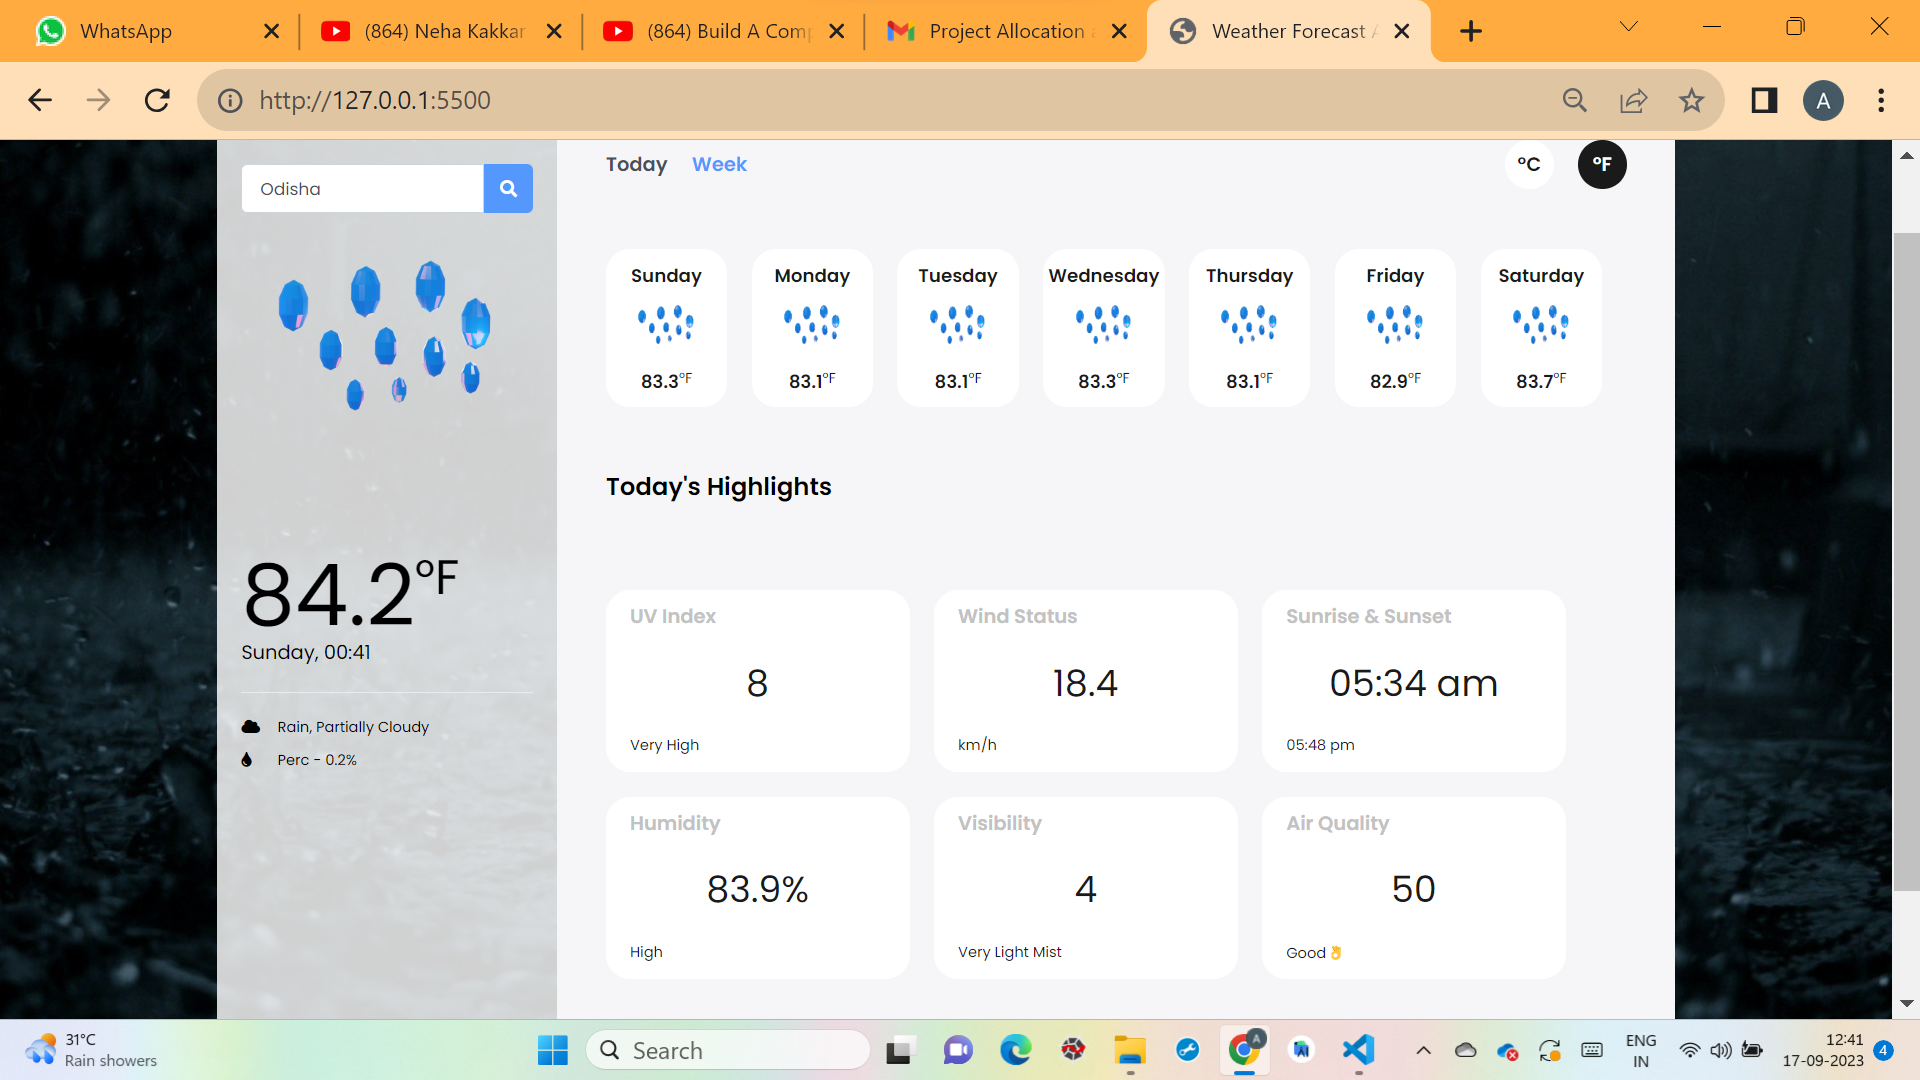 WhatsApp
(864) Neha Kakkar
(864) Build A Comp
Project Allocation a
Weather Forecast A
http://127.0.0.1:5500
A
Odisha
Today Week
°C °F
Sunday Monday Tuesday Wednesday Thursday Friday Saturday
83.3°F 83.1°F 83.1°F 83.3°F 83.1°F 82.9°F 83.7°F
84.2°F
Sunday, 00:41
Rain, Partially Cloudy
Perc - 0.2%
Today's Highlights
UV Index
8
Very High
Wind Status
18.4
km/h
Sunrise & Sunset
05:34 am
05:48 pm
Humidity
83.9%
High
Visibility
4
Very Light Mist
Air Quality
50
Good 👌
31°C
Rain showers
Search
A
ENG
IN
12:41
17-09-2023
4